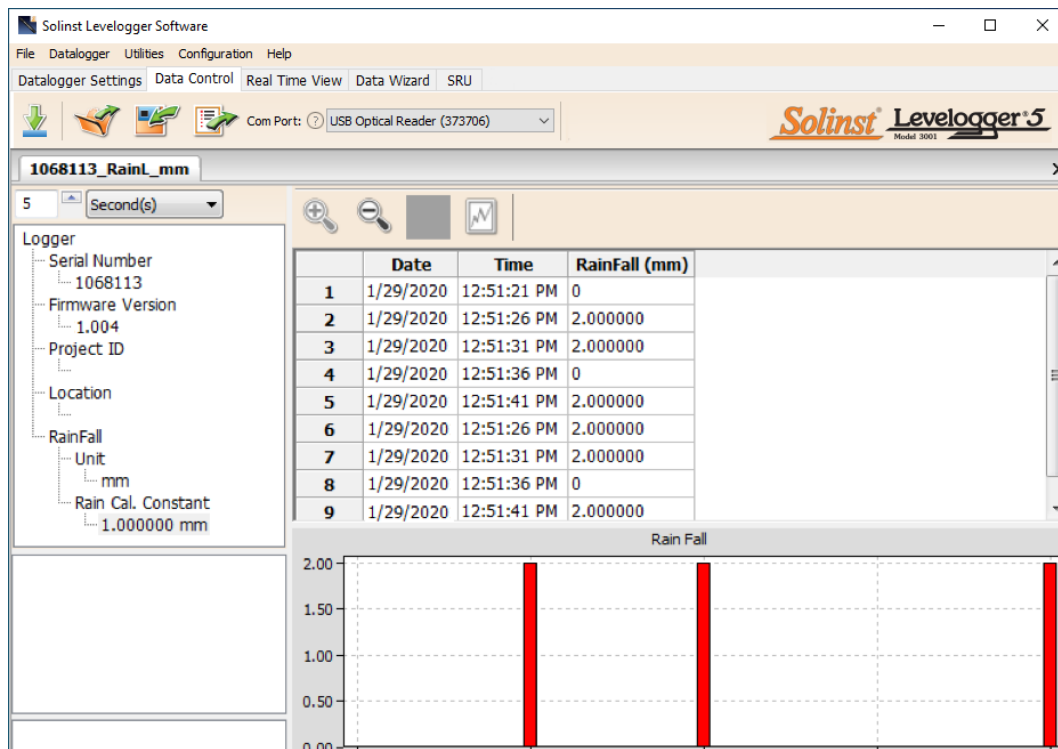 Solinst Levelogger Software
File Datalogger Utilities Configuration Help
Datalogger Settings Data Control Real Time View Data Wizard SRU
Com Port: ? USB Optical Reader (373706)
Solinst Levelogger 5
Model 3001
1068113_RainL_mm
5 Second(s)
Logger
Serial Number
1068113
Firmware Version
1.004
Project ID
Location
RainFall
Unit
mm
Rain Cal. Constant
1.000000 mm
Date Time RainFall (mm)
1 1/29/2020 12:51:21 PM 0
2 1/29/2020 12:51:26 PM 2.000000
3 1/29/2020 12:51:31 PM 2.000000
4 1/29/2020 12:51:36 PM 0
5 1/29/2020 12:51:41 PM 2.000000
6 1/29/2020 12:51:26 PM 2.000000
7 1/29/2020 12:51:31 PM 2.000000
8 1/29/2020 12:51:36 PM 0
9 1/29/2020 12:51:41 PM 2.000000
Rain Fall
2.00
1.50
1.00
0.50
0.00